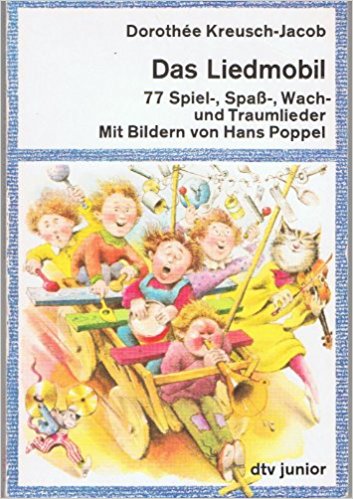 Dorothée Kreusch-Jacob
Das Liedmobil
77 Spiel-, Spaß-, Wach-
und Traumlieder
Mit Bildern von Hans Poppel
dtv junior